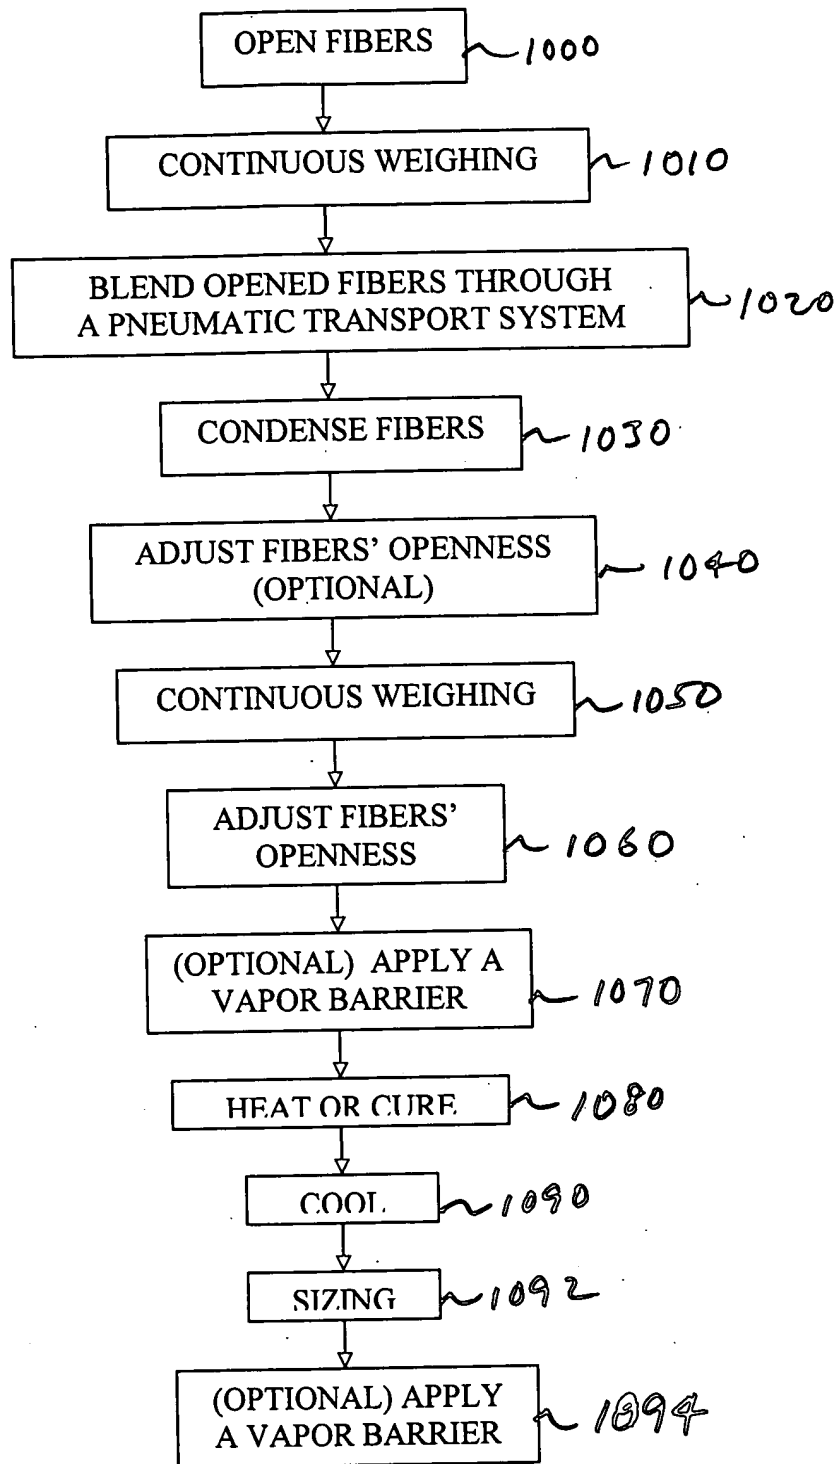 OPEN FIBERS 1000
CONTINUOUS WEIGHING 1010
BLEND OPENED FIBERS THROUGH
A PNEUMATIC TRANSPORT SYSTEM 1020
CONDENSE FIBERS 1030
ADJUST FIBERS' OPENNESS
(OPTIONAL) 1040
CONTINUOUS WEIGHING 1050
ADJUST FIBERS'
OPENNESS 1060
(OPTIONAL) APPLY A
VAPOR BARRIER 1070
HEAT OR CURE 1080
COOL 1090
SIZING 1092
(OPTIONAL) APPLY
A VAPOR BARRIER 1094